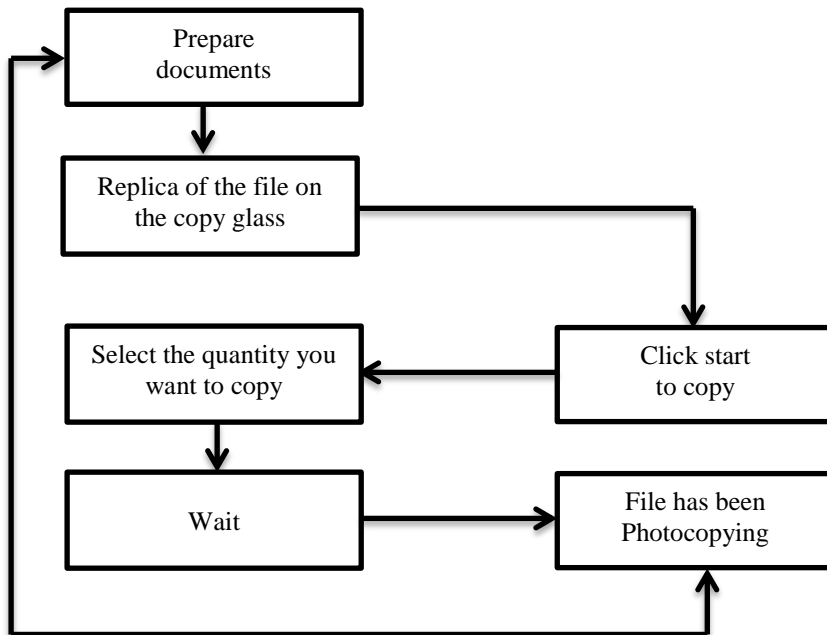 Prepare
documents
Replica of the file on
the copy glass
Select the quantity you
want to copy
Click start
to copy
Wait
File has been
Photocopying